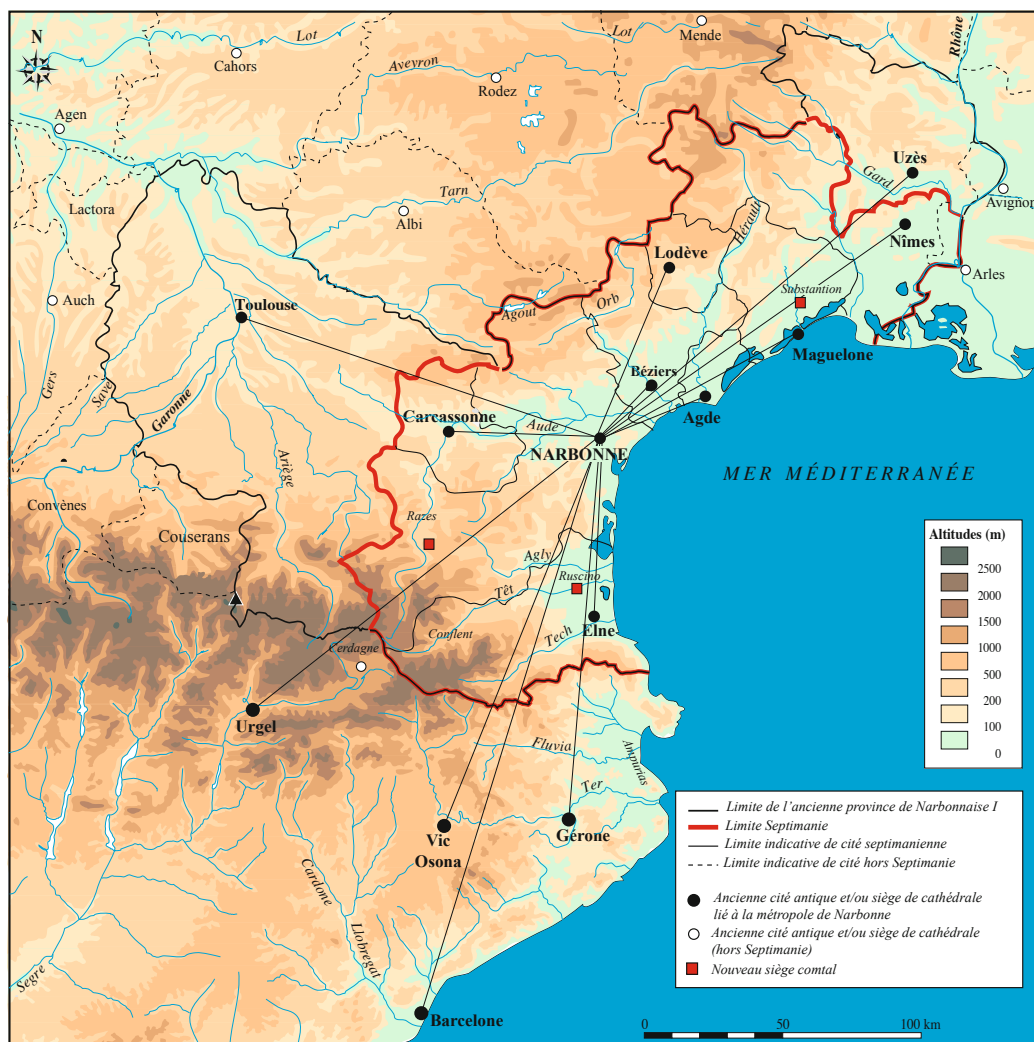 N
Lot
Cahors
Aveyron
Rodez
Lot
Mende
Rhône
Agen
Lactora
Tarn
Albi
Gard
Uzès
Avignon
Nîmes
Hérault
Lodève
Arles
Auch
Toulouse
Agout
Orb
Substantion
Maguelone
Gers
Save
Garonne
Béziers
Agde
Carcassonne
Aude
NARBONNE
Ariège
MER MÉDITERRANÉE
Convènes
Couserans
Razes
Agly
Ruscino
Têt
Elne
Tech
Conflent
Cerdagne
Urgel
Fluvia
Ampurias
Ter
Vic
Osona
Gérone
Cardone
Llobregat
Segre
Barcelone
Altitudes (m)
2500
2000
1500
1000
500
200
100
0
Limite de l'ancienne province de Narbonnaise I
Limite Septimanie
Limite indicative de cité septimanienne
Limite indicative de cité hors Septimanie
Ancienne cité antique et/ou siège de cathédrale
lié à la métropole de Narbonne
Ancienne cité antique et/ou siège de cathédrale
(hors Septimanie)
Nouveau siège comtal
0 50 100 km